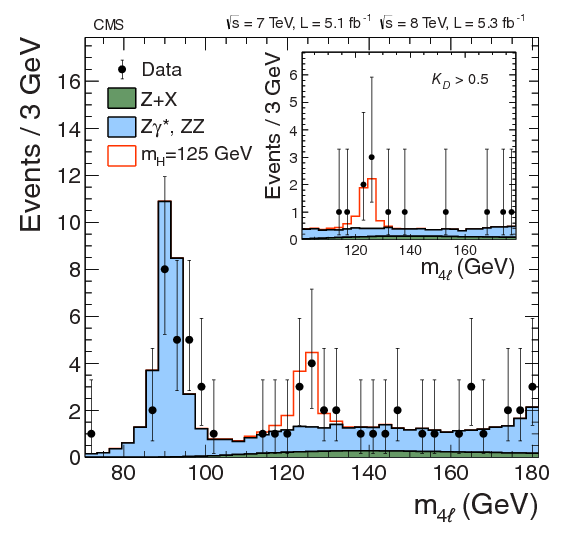 CMS √s = 7 TeV, L = 5.1 fb⁻¹ √s = 8 TeV, L = 5.3 fb⁻¹
Events / 3 GeV
16
14
12
10
8
6
4
2
0
Data
Z+X
Zγ*, ZZ
m_H=125 GeV
Events / 3 GeV
6
5
4
3
2
1
0
K_D > 0.5
120 140 160
m_4ℓ (GeV)
80 100 120 140 160 180
m_4ℓ (GeV)